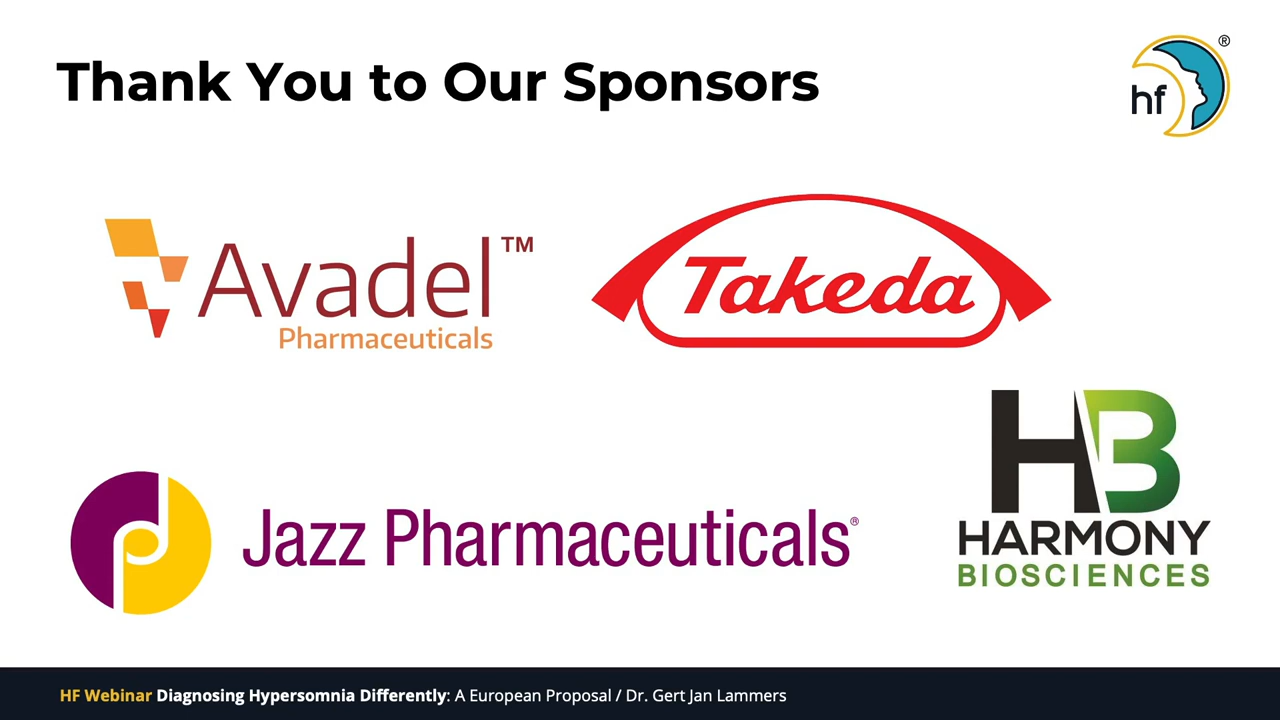 Thank You to Our Sponsors
hf®
Avadel™
Pharmaceuticals
Takeda
Jazz Pharmaceuticals®
HB
HARMONY
BIOSCIENCES
HF Webinar Diagnosing Hypersomnia Differently: A European Proposal / Dr. Gert Jan Lammers